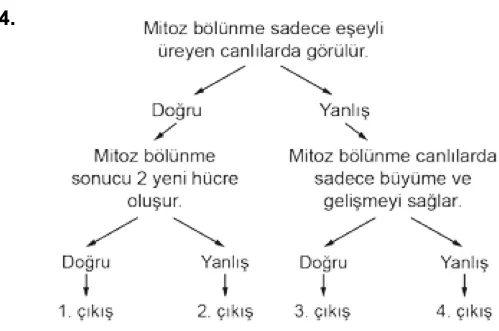 4.
Mitoz bölünme sadece eşeyli
üreyen canlılarda görülür.
Doğru Yanlış
Mitoz bölünme
sonucu 2 yeni hücre
oluşur.
Mitoz bölünme canlılarda
sadece büyüme ve
gelişmeyi sağlar.
Doğru Yanlış Doğru Yanlış
1. çıkış 2. çıkış 3. çıkış 4. çıkış